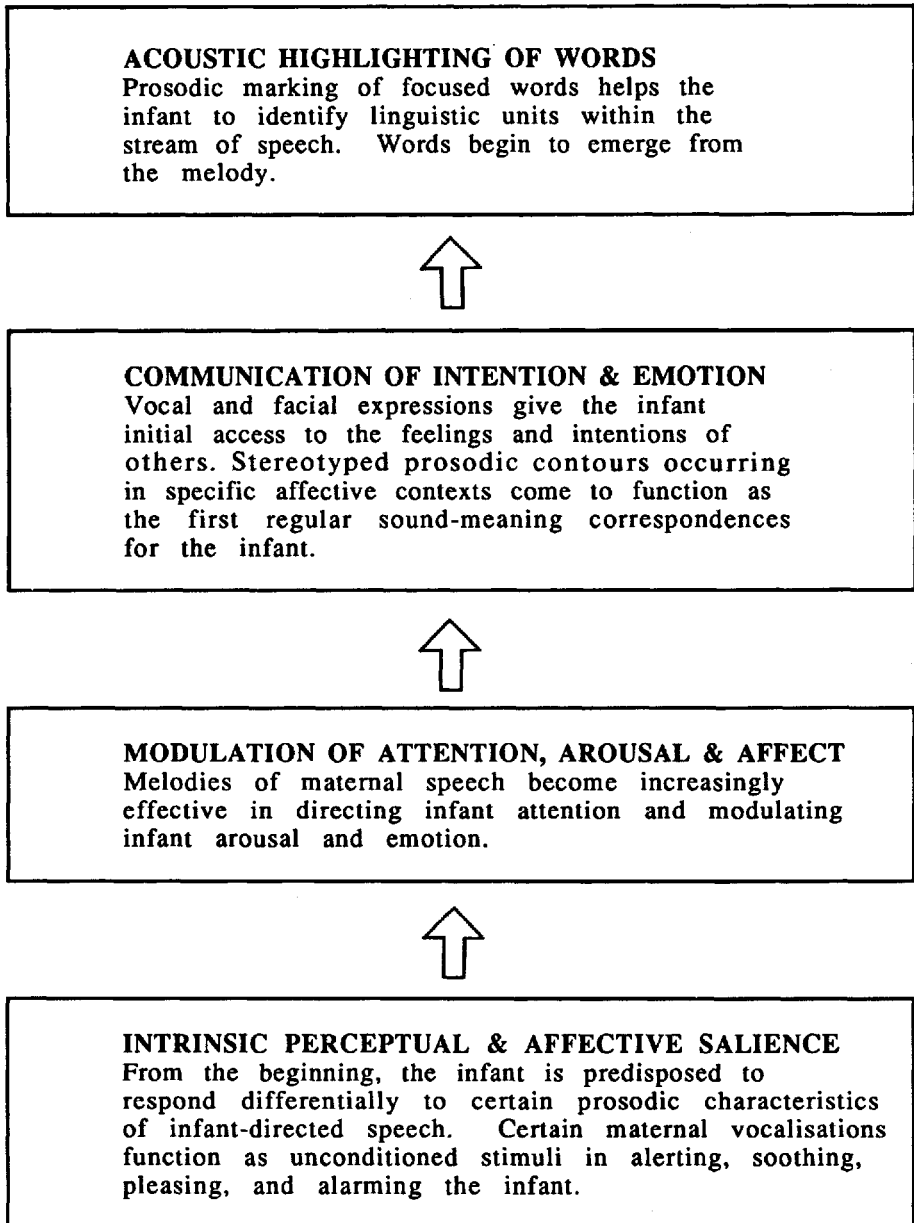 ACOUSTIC HIGHLIGHTING OF WORDS
Prosodic marking of focused words helps the
infant to identify linguistic units within the
stream of speech. Words begin to emerge from
the melody.
COMMUNICATION OF INTENTION & EMOTION
Vocal and facial expressions give the infant
initial access to the feelings and intentions of
others. Stereotyped prosodic contours occurring
in specific affective contexts come to function as
the first regular sound-meaning correspondences
for the infant.
MODULATION OF ATTENTION, AROUSAL & AFFECT
Melodies of maternal speech become increasingly
effective in directing infant attention and modulating
infant arousal and emotion.
INTRINSIC PERCEPTUAL & AFFECTIVE SALIENCE
From the beginning, the infant is predisposed to
respond differentially to certain prosodic characteristics
of infant-directed speech. Certain maternal vocalisations
function as unconditioned stimuli in alerting, soothing,
pleasing, and alarming the infant.